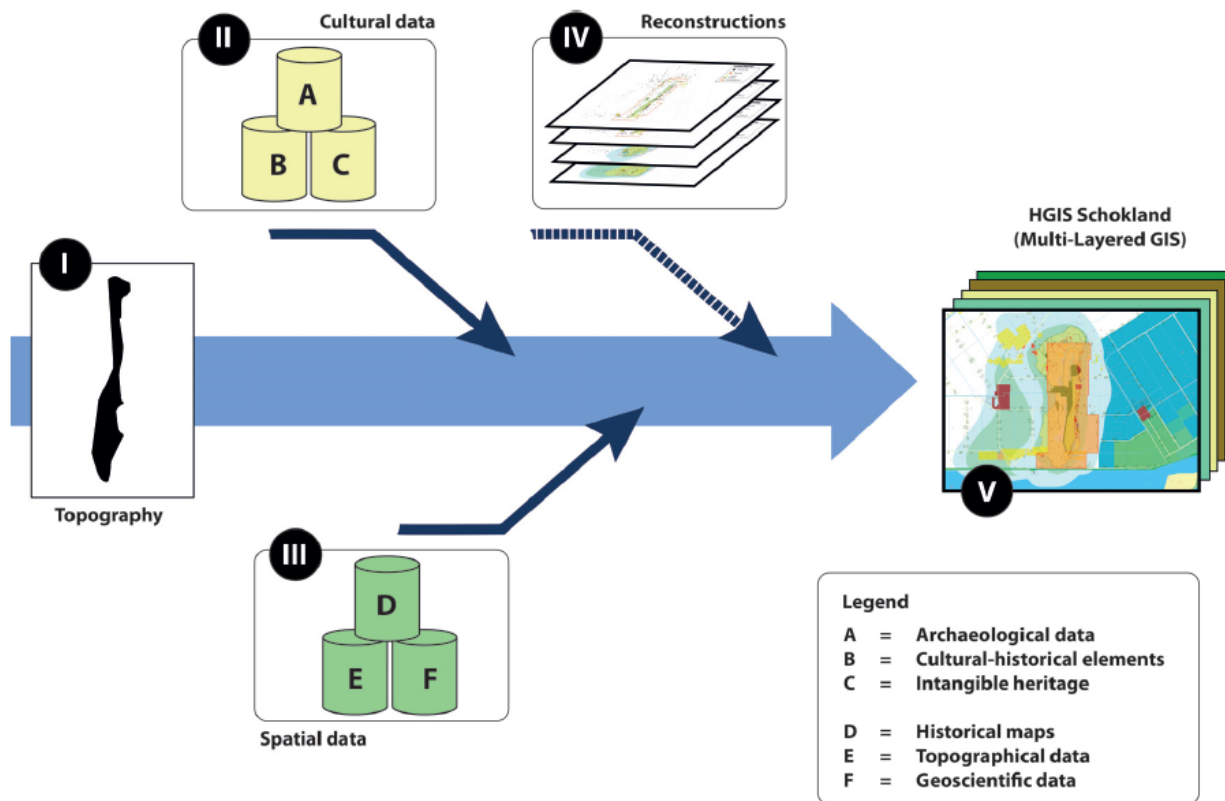 II
Cultural data
A
B
C
IV
Reconstructions
I
Topography
HGIS Schokland
(Multi-Layered GIS)
V
III
D
E
F
Spatial data
Legend
A = Archaeological data
B = Cultural-historical elements
C = Intangible heritage
D = Historical maps
E = Topographical data
F = Geoscientific data